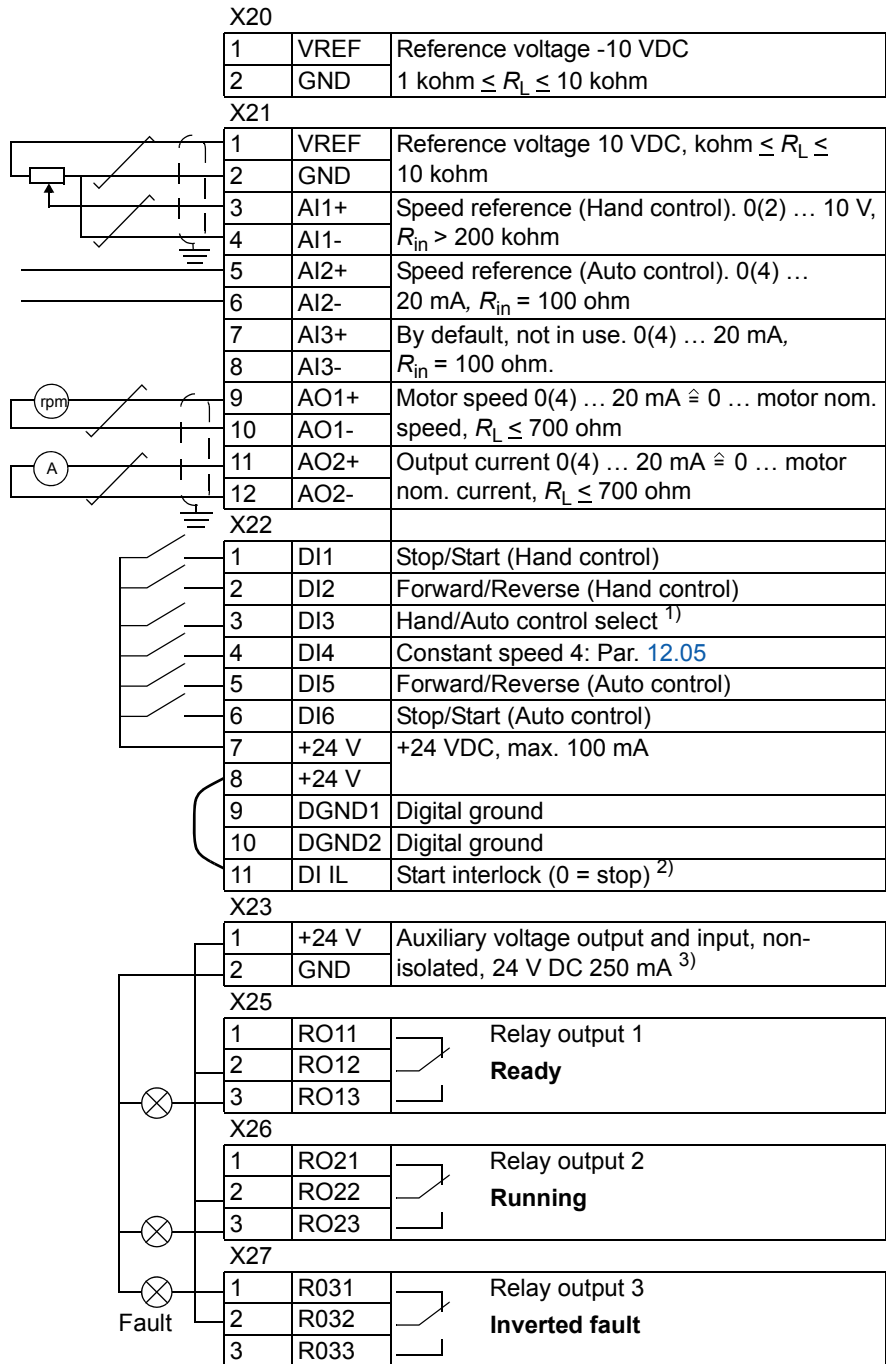 X20
1 VREF Reference voltage -10 VDC
2 GND 1 kohm ≤ RL ≤ 10 kohm
X21
1 VREF Reference voltage 10 VDC, kohm ≤ RL ≤
2 GND 10 kohm
3 AI1+ Speed reference (Hand control). 0(2) … 10 V,
4 AI1- Rin > 200 kohm
5 AI2+ Speed reference (Auto control). 0(4) …
6 AI2- 20 mA, Rin = 100 ohm
7 AI3+ By default, not in use. 0(4) … 20 mA,
8 AI3- Rin = 100 ohm.
rpm 9 AO1+ Motor speed 0(4) … 20 mA ≙ 0 … motor nom.
10 AO1- speed, RL ≤ 700 ohm
A 11 AO2+ Output current 0(4) … 20 mA ≙ 0 … motor
12 AO2- nom. current, RL ≤ 700 ohm
X22
1 DI1 Stop/Start (Hand control)
2 DI2 Forward/Reverse (Hand control)
3 DI3 Hand/Auto control select 1)
4 DI4 Constant speed 4: Par. 12.05
5 DI5 Forward/Reverse (Auto control)
6 DI6 Stop/Start (Auto control)
7 +24 V +24 VDC, max. 100 mA
8 +24 V
9 DGND1 Digital ground
10 DGND2 Digital ground
11 DI IL Start interlock (0 = stop) 2)
X23
1 +24 V Auxiliary voltage output and input, non-
2 GND isolated, 24 V DC 250 mA 3)
X25
1 RO11 Relay output 1
2 RO12 Ready
3 RO13
X26
1 RO21 Relay output 2
2 RO22 Running
3 RO23
X27
1 R031 Relay output 3
Fault 2 R032 Inverted fault
3 R033